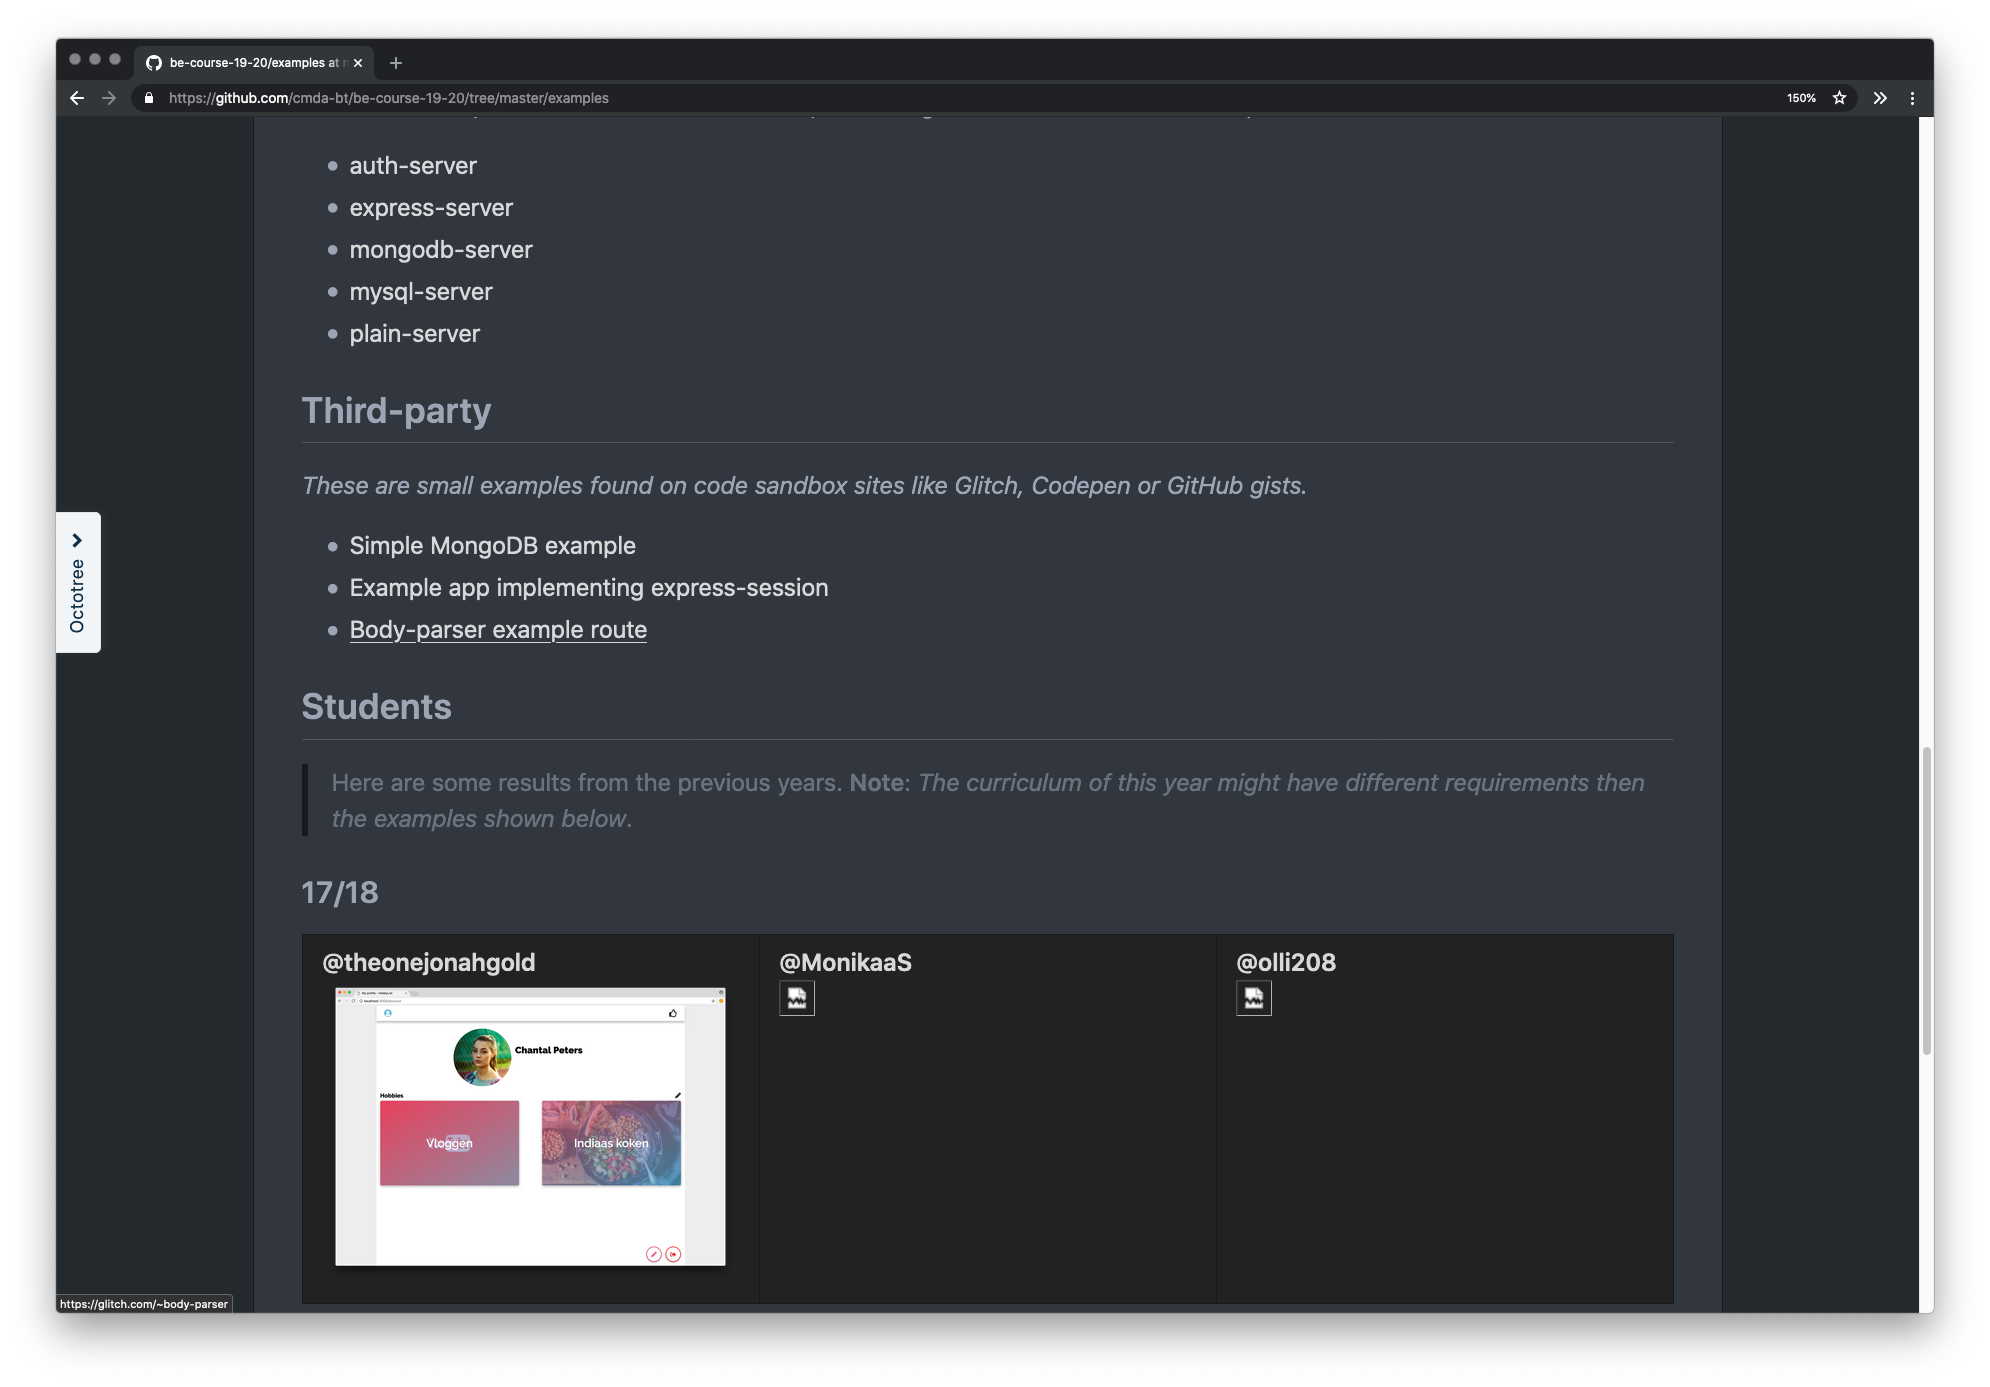 be-course-19-20/examples at
https://github.com/cmda-bt/be-course-19-20/tree/master/examples
150%
auth-server
express-server
mongodb-server
mysql-server
plain-server
Third-party
These are small examples found on code sandbox sites like Glitch, Codepen or GitHub gists.
Simple MongoDB example
Example app implementing express-session
Body-parser example route
Octotree
Students
Here are some results from the previous years. Note: The curriculum of this year might have different requirements then
the examples shown below.
17/18
@theonejonahgold
@MonikaaS
@olli208
Chantal Peters
Hobbies
Vloggen
Indiaas koken
https://glitch.com/~body-parser